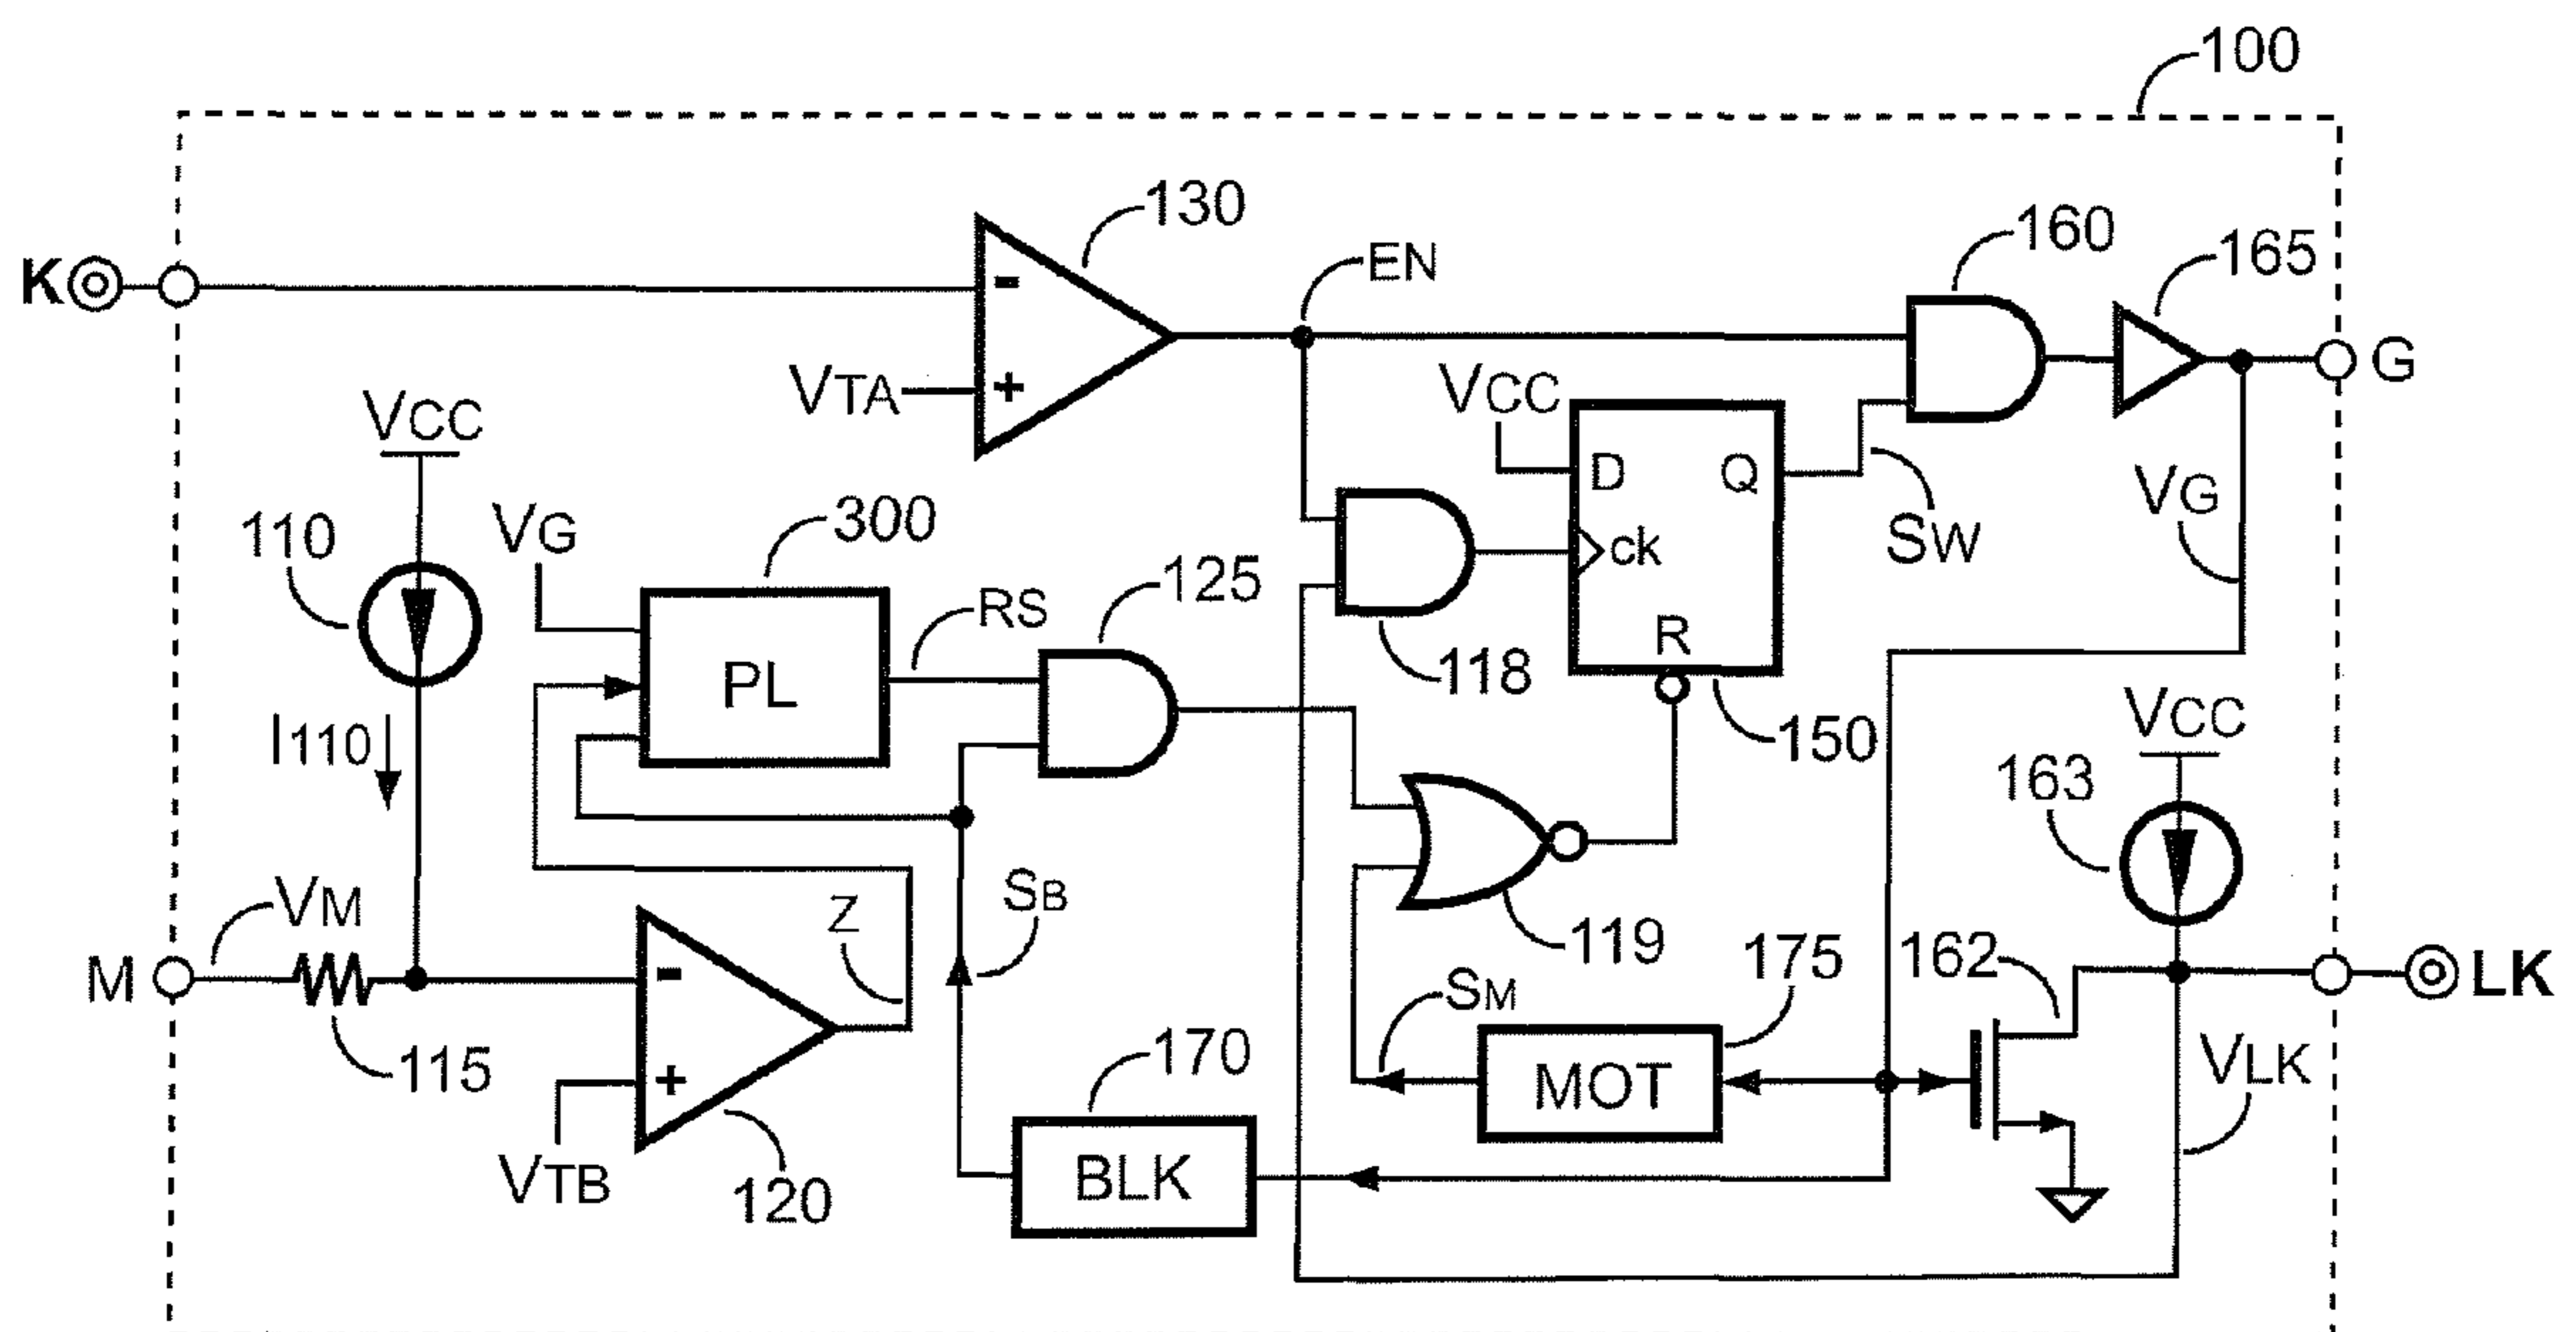 100
130
160
165
EN
K
-
VTA
+
G
VCC
VCC
D
Q
110
VG
300
VG
ck
SW
125
RS
PL
R
118
VCC
I110
150
163
VM
SB
Z
119
175
162
M
-
SM
LK
115
170
+
MOT
VLK
VTB
120
BLK